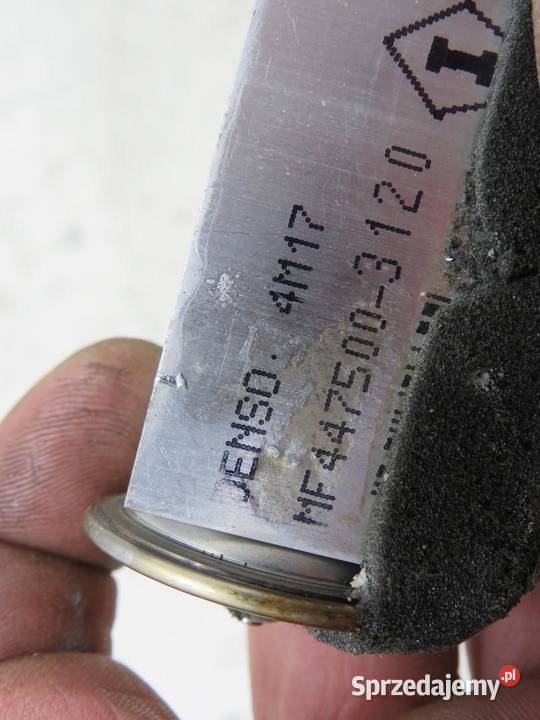 I
DENSO. 4M17
MF447500-3120
Sprzedajemy.pl